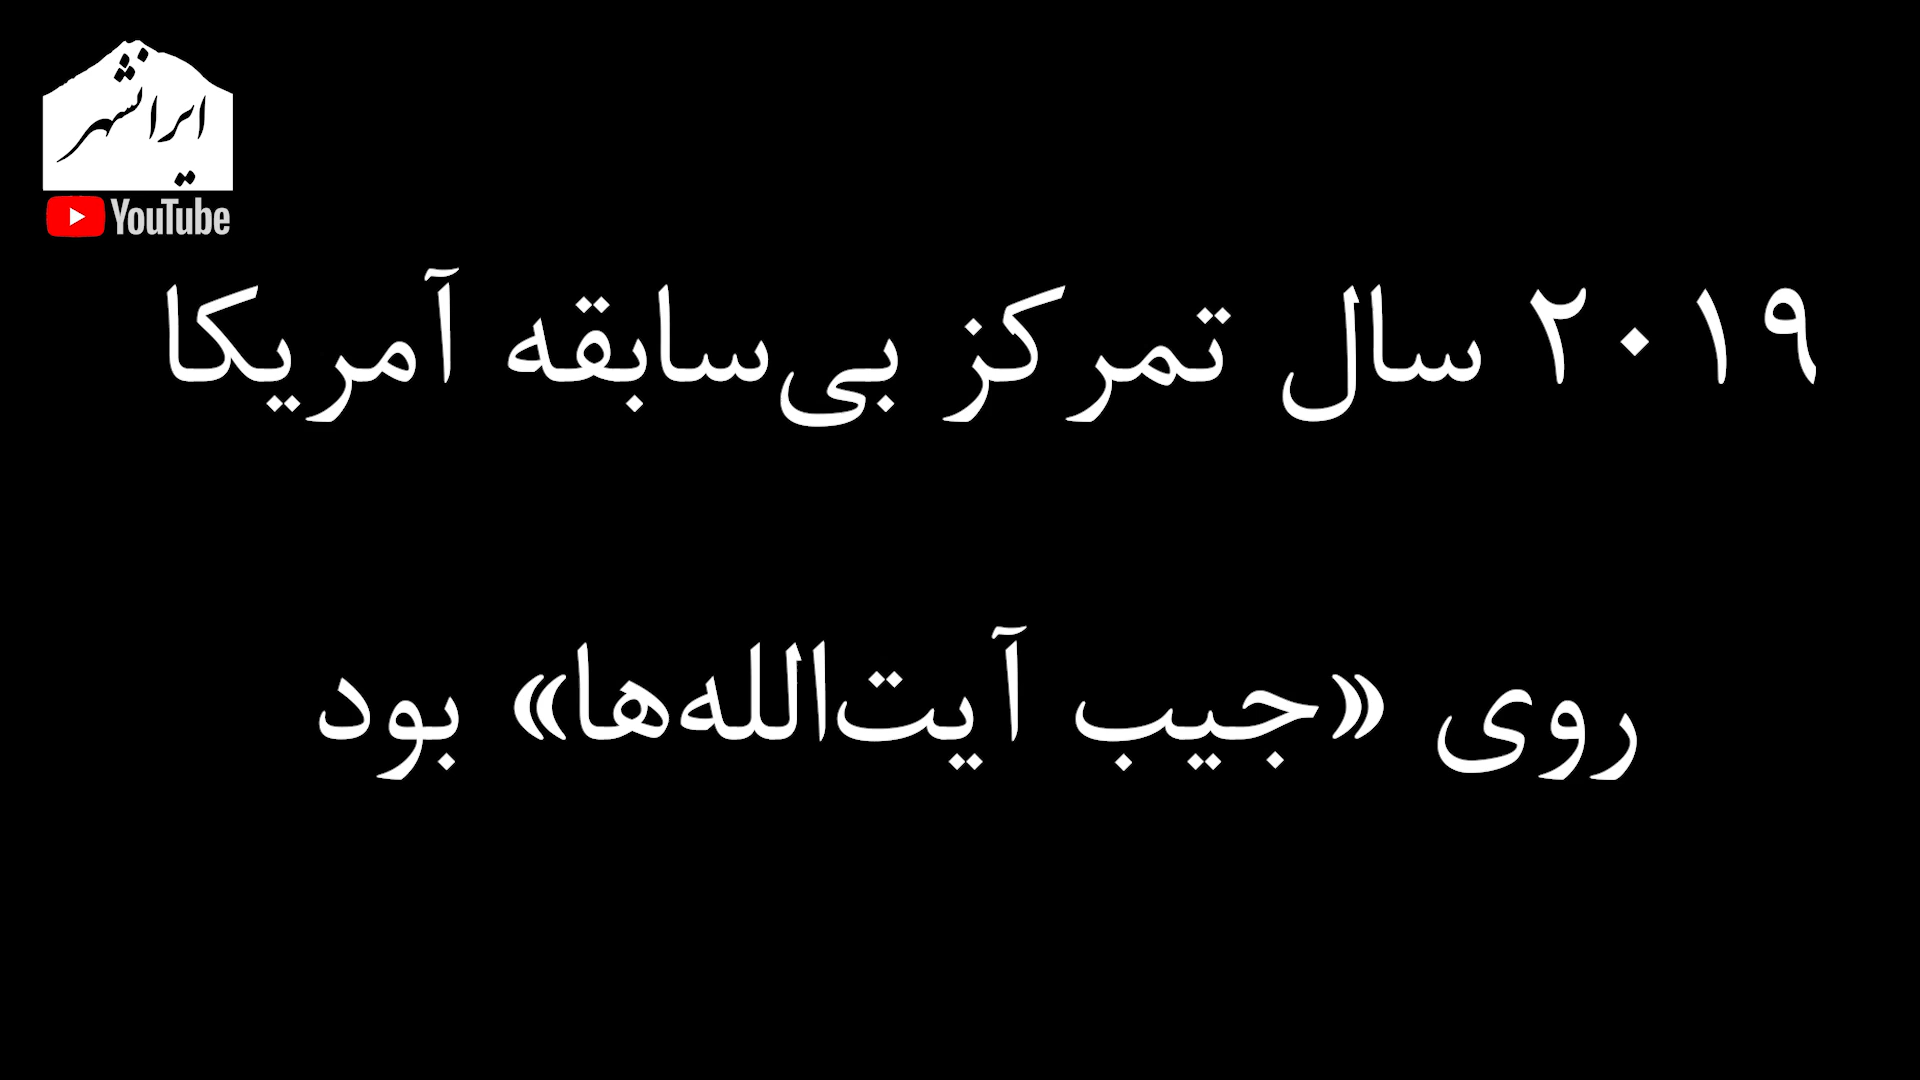 ایرانشهر
YouTube
۲۰۱۹ سال تمرکز بی‌سابقه آمریکا
روی «جیب آیت‌الله‌ها» بود